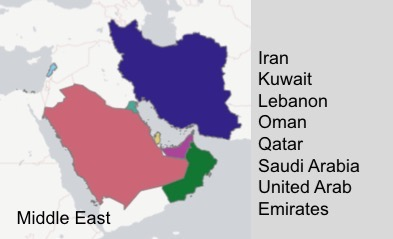 Iran
Kuwait
Lebanon
Oman
Qatar
Saudi Arabia
United Arab
Emirates
Middle East